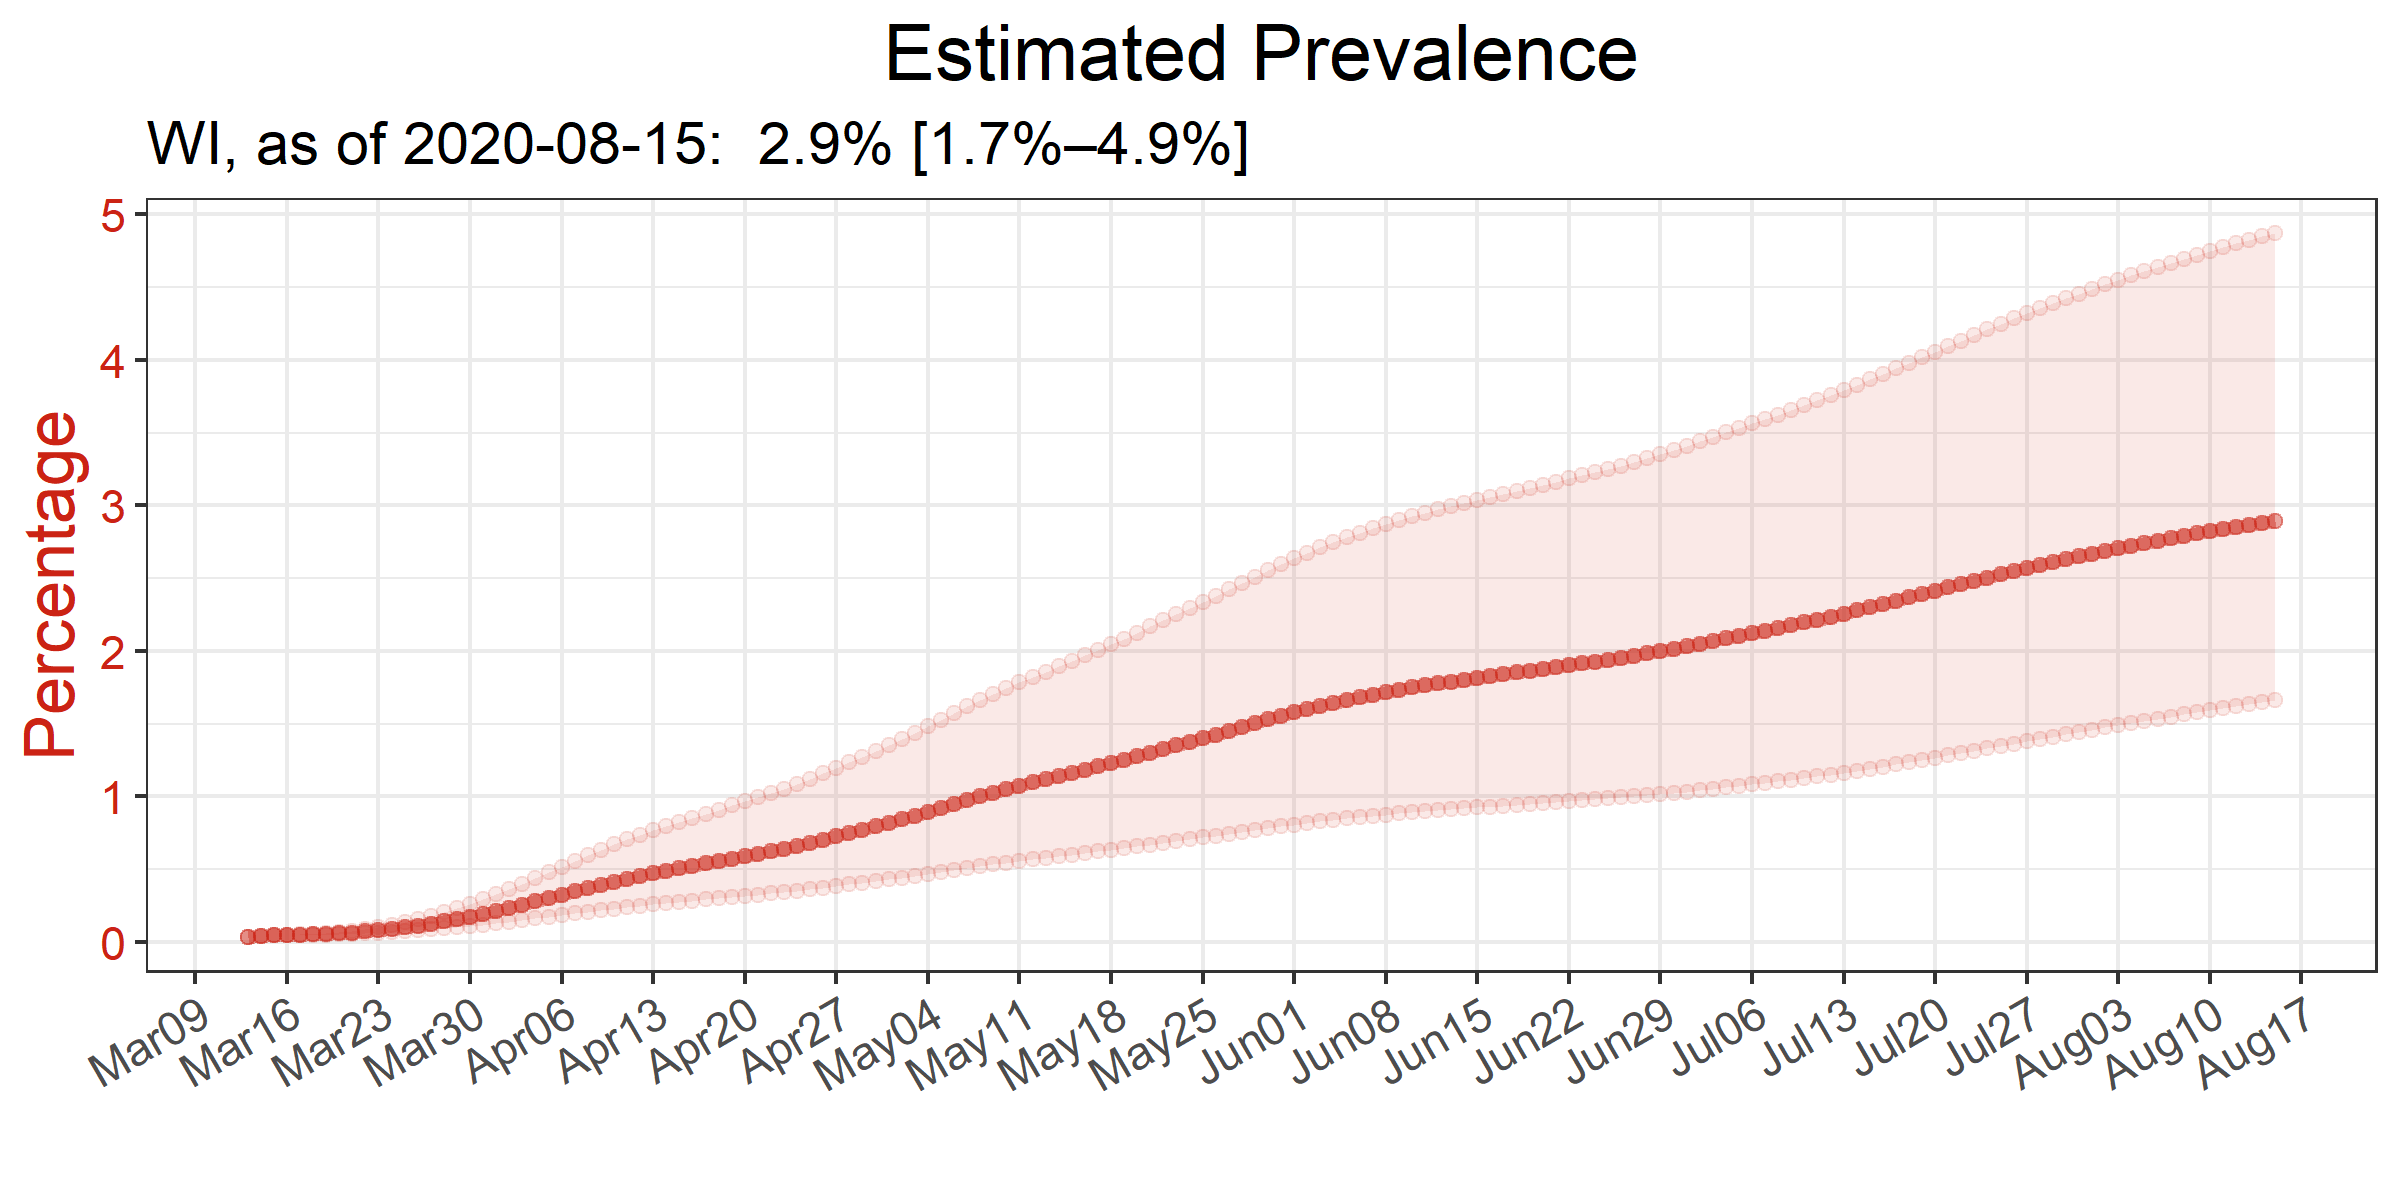 Estimated Prevalence
WI, as of 2020-08-15:  2.9% [1.7%–4.9%]
Percentage
5
4
3
2
1
0
Mar09
Mar16
Mar23
Mar30
Apr06
Apr13
Apr20
Apr27
May04
May11
May18
May25
Jun01
Jun08
Jun15
Jun22
Jun29
Jul06
Jul13
Jul20
Jul27
Aug03
Aug10
Aug17